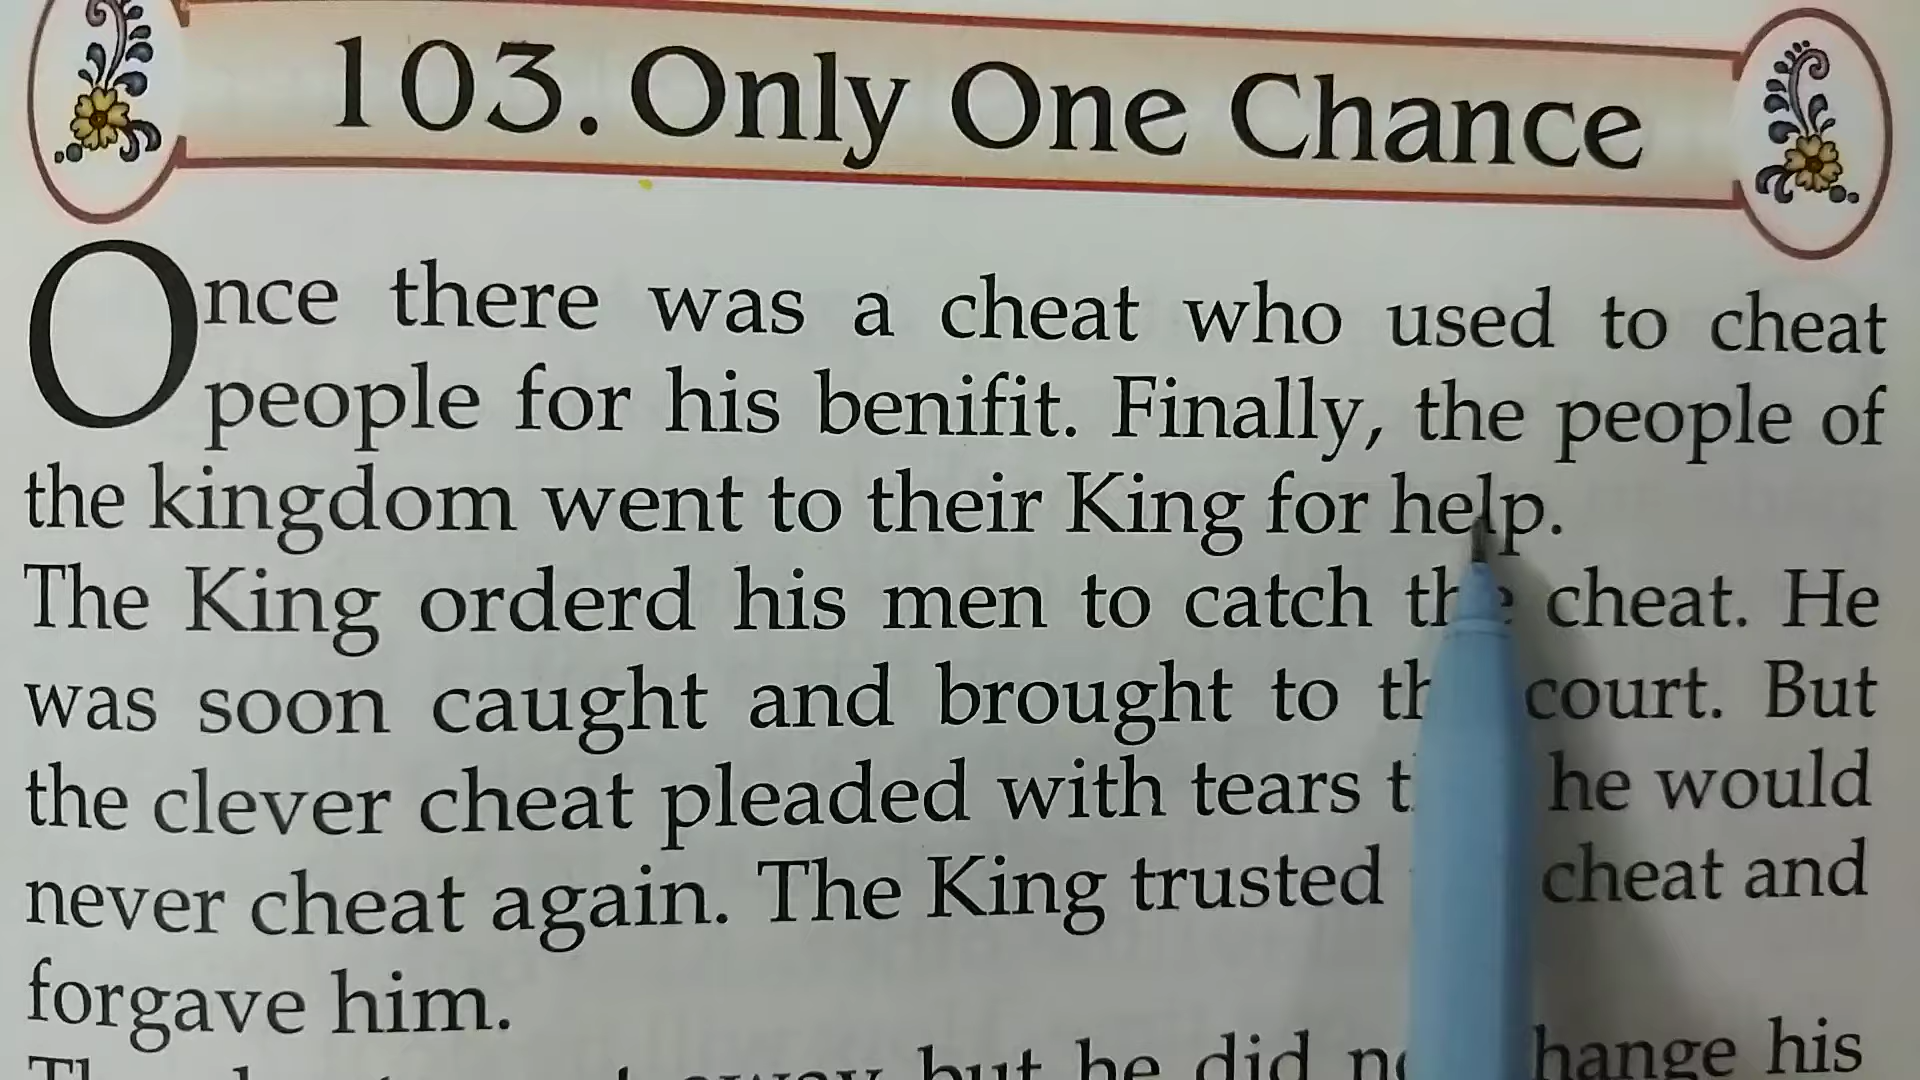 103. Only One Chance
Once there was a cheat who used to cheat
people for his benifit. Finally, the people of
the kingdom went to their King for help.
The King orderd his men to catch the cheat. He
was soon caught and brought to court. But
the clever cheat pleaded with tears he would
never cheat again. The King trusted cheat and
forgave him.
away but he did his